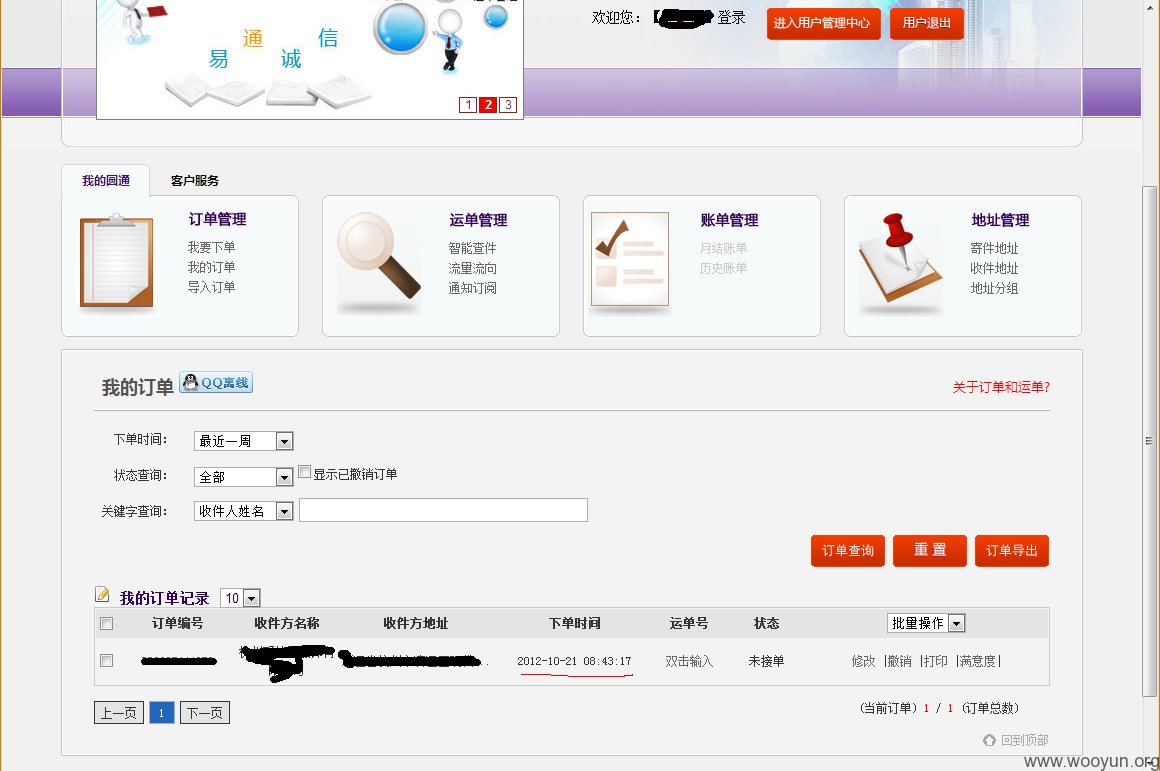 通 信
易 诚
1 2 3
欢迎您： 【 登录
进入用户管理中心 用户退出
我的圆通 客户服务
订单管理
我要下单
我的订单
导入订单
运单管理
智能查件
流量流向
通知订阅
账单管理
月结账单
历史账单
地址管理
寄件地址
收件地址
地址分组
我的订单 QQ离线 关于订单和运单?
下单时间： 最近一周
状态查询： 全部 显示已撤销订单
关键字查询： 收件人姓名
订单查询 重 置 订单导出
我的订单记录 10
订单编号 收件方名称 收件方地址 下单时间 运单号 状态 批量操作
2012-10-21 08:43:17 双击输入 未接单 修改 |撤销 |打印 |满意度|
上一页 1 下一页 (当前订单) 1 / 1 (订单总数)
回到顶部
www.wooyun.org